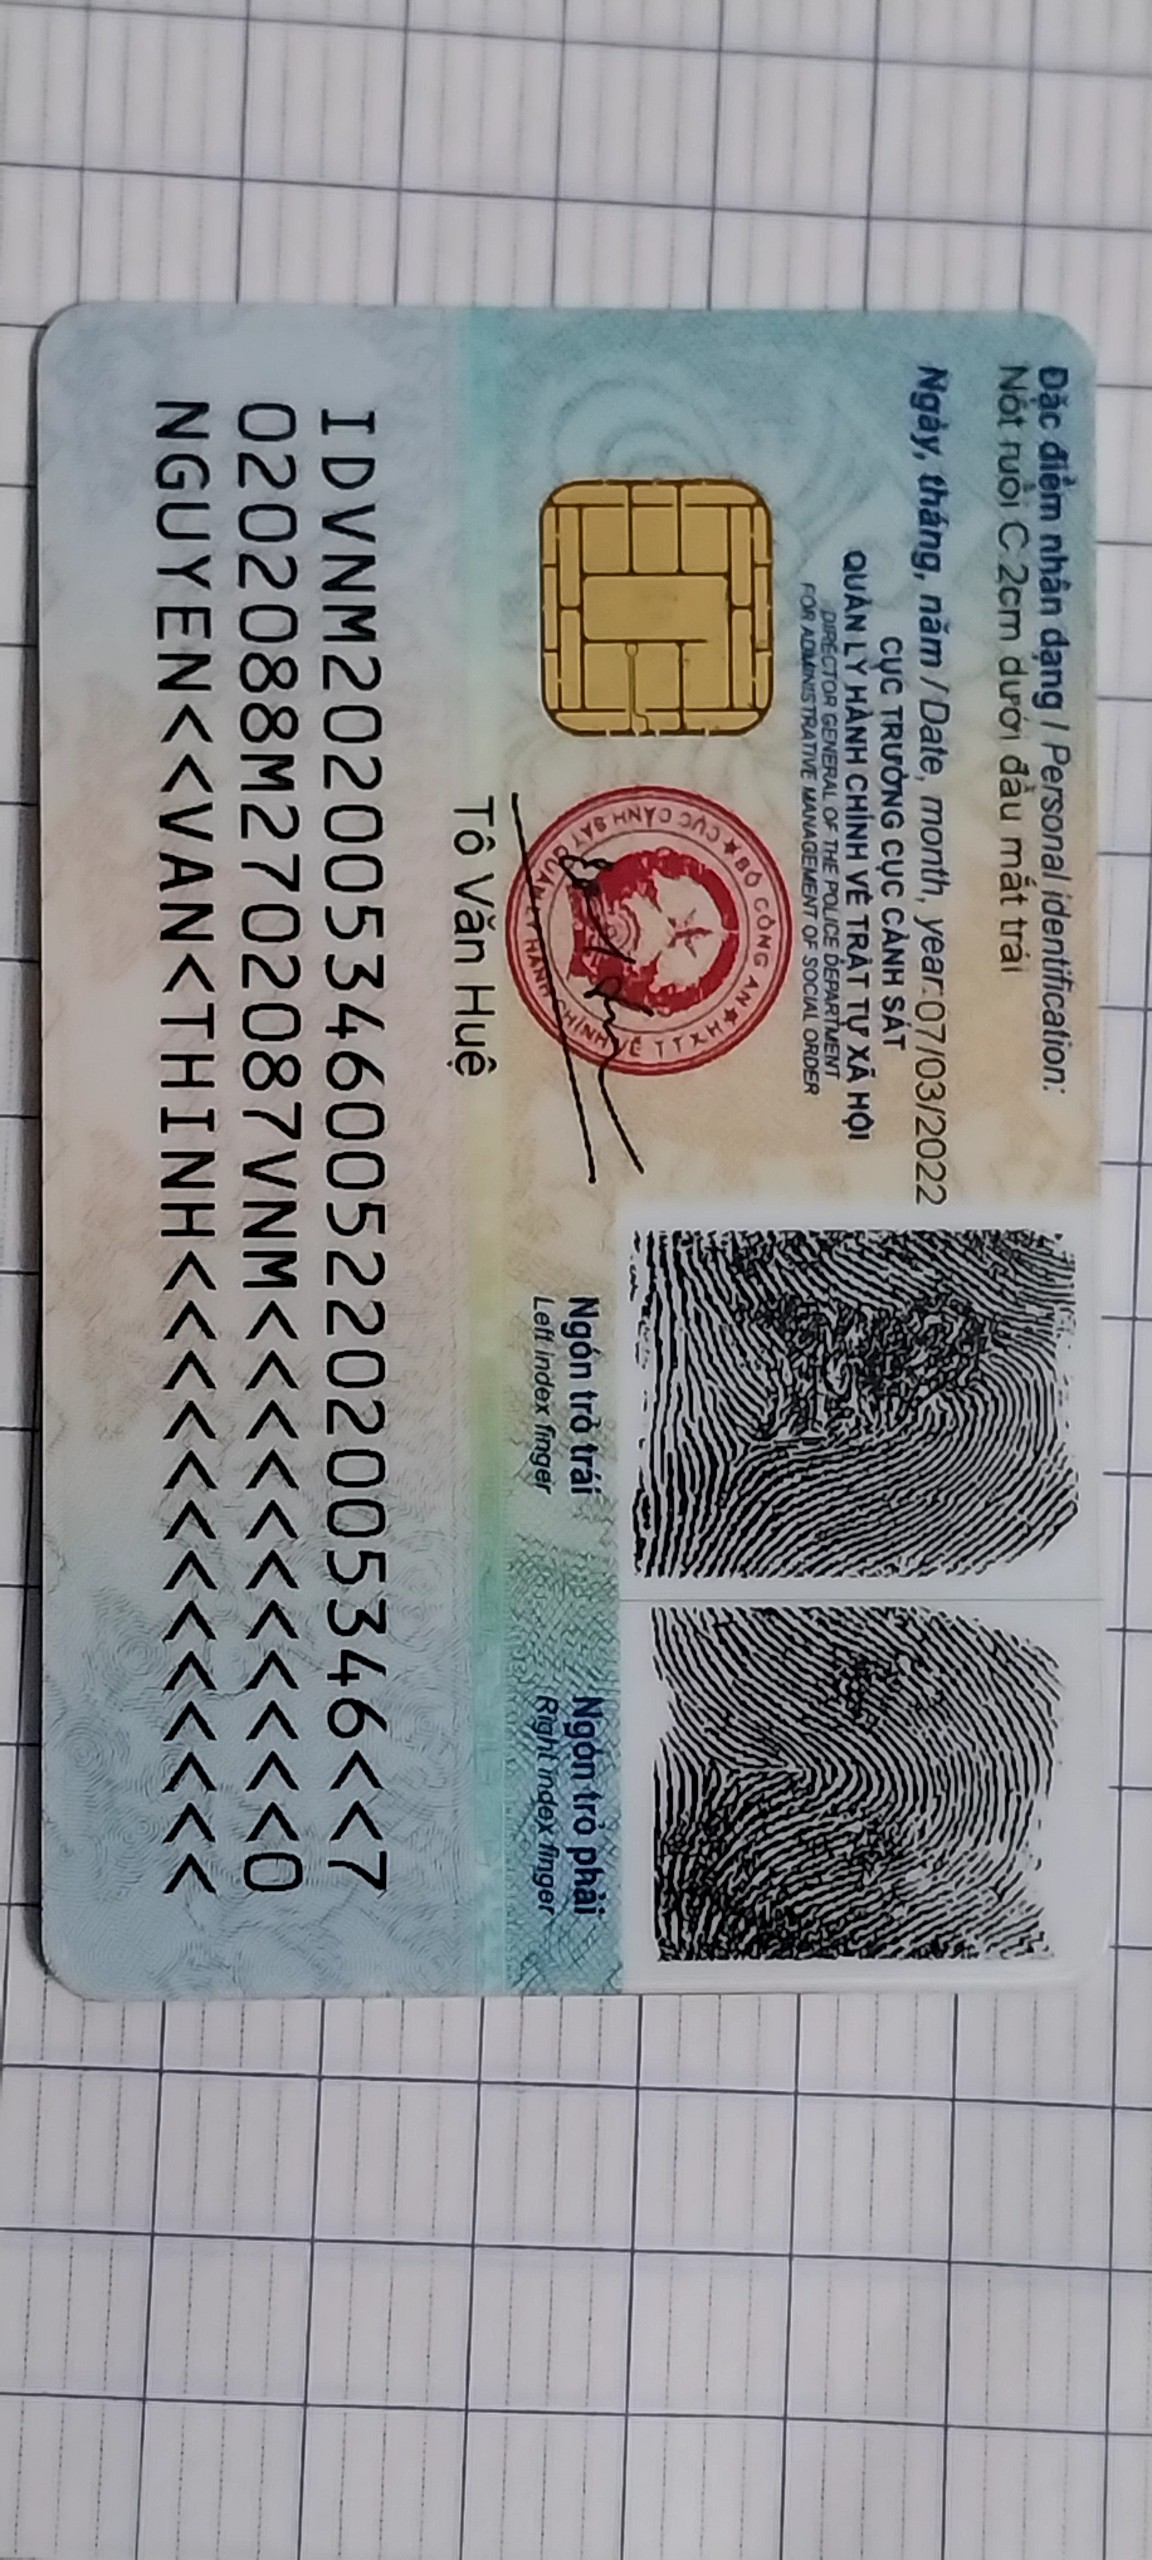 Đặc điểm nhân dạng / Personal identification:
Nốt ruồi C 2cm dưới đầu mắt trái
Ngày, tháng, năm / Date, month, year: 07/03/2022
CỤC TRƯỞNG CỤC CẢNH SÁT
QUẢN LÝ HÀNH CHÍNH VỀ TRẬT TỰ XÃ HỘI
DIRECTOR GENERAL OF THE POLICE DEPARTMENT
FOR ADMINISTRATIVE MANAGEMENT OF SOCIAL ORDER
BỘ CÔNG AN
CỤC CẢNH SÁT QUẢN LÝ HÀNH CHÍNH VỀ TTXH
Tô Văn Huệ
Ngón trỏ trái
Left index finger
Ngón trỏ phải
Right index finger
IDVNM2020053460052202005346<<7
0202088M2702087VNM<<<<<<<<<<<0
NGUYEN<<VAN<THINH<<<<<<<<<<<<<